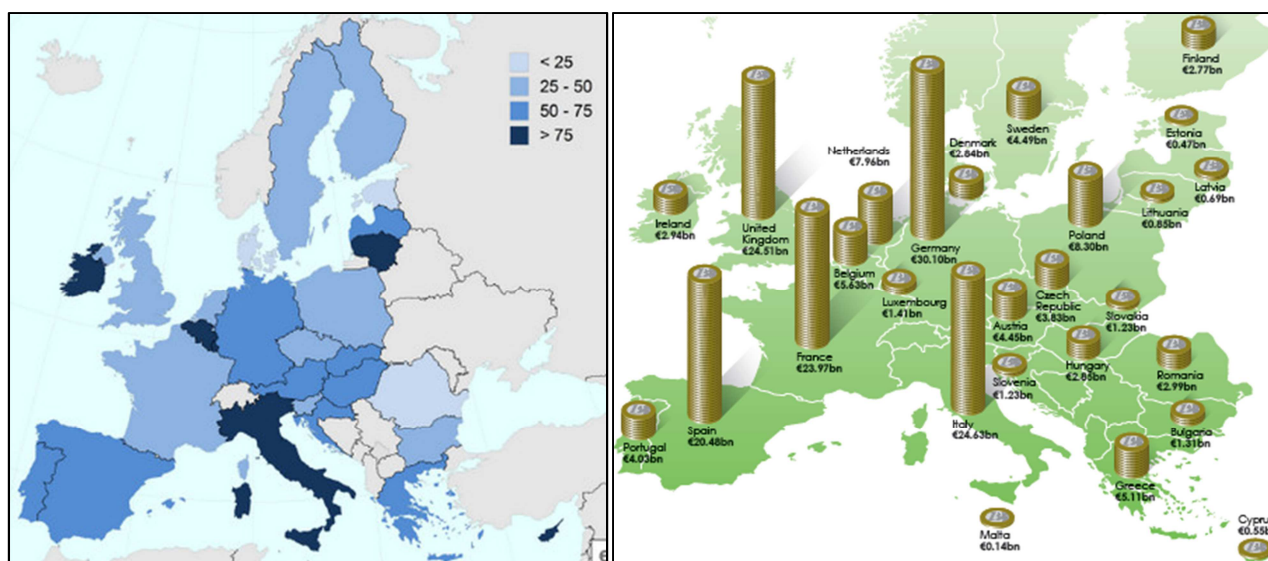 < 25
25 - 50
50 - 75
> 75
Finland
€2.77bn
Sweden
€4.49bn
Estonia
€0.47bn
Denmark
€2.84bn
Netherlands
€7.96bn
Latvia
€0.69bn
Lithuania
€0.85bn
Ireland
€2.94bn
United
Kingdom
€24.51bn
Germany
€30.10bn
Poland
€8.30bn
Belgium
€5.63bn
Luxembourg
€1.41bn
Czech
Republic
€3.83bn
Slovakia
€1.23bn
Austria
€4.45bn
France
€23.97bn
Hungary
Romania
€2.99bn
Slovenia
€1.23bn
Bulgaria
€1.31bn
Portugal
€4.03bn
Spain
€20.48bn
Italy
€24.63bn
Greece
€5.11bn
Malta
€0.14bn
Cypru
€0.55b